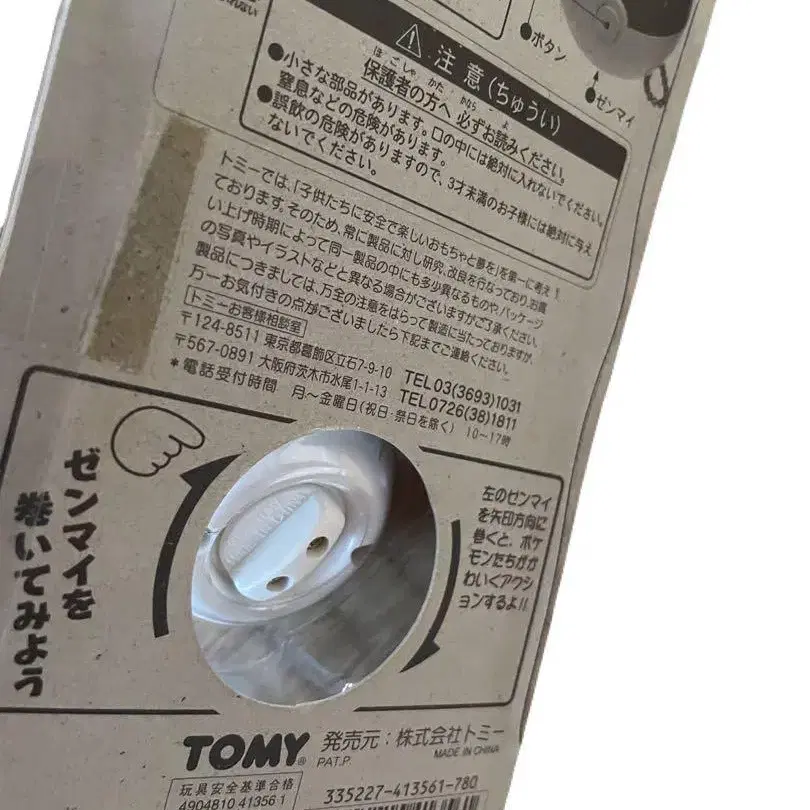 れない
●ボタン
●ゼンマイ
注意(ちゅうい)
ほごしゃ かた かなら よ
保護者の方へ 必ずお読みください。
●小さな部品があります。口の中には絶対に入れないでください。
窒息などの危険があります。
●誤飲の危険がありますので、3才未満のお子様には絶対に与え
ないでください。
トミーでは、「子供たちに安全で楽しいおもちゃと夢を」を第一に考え!
ております。そのため、常に製品に対し研究、改良を行なっており、お買
い上げ時期によって同一製品の中にも多少異なるものや、パッケージ
の写真やイラストなどと異なる場合がございますがご了承ください。
製品につきましては、万全の注意をはらって製造に当たっておりますが、
万一お気付きの点がございましたら下記までご連絡ください。
トミーお客様相談室
〒124-8511 東京都葛飾区立石7-9-10 TEL03(3693)1031
〒567-0891 大阪府茨木市水尾1-1-13 TEL0726(38)1811
*電話受付時間 月〜金曜日(祝日・祭日を除く) 10〜17時
ゼンマイを
巻いてみよう
左のゼンマイ
を矢印方向に
巻くと、ポケ
モンたちがか
わいくアクシ
ョンするよ!!
TOMY® 発売元:株式会社トミー
PAT.P. MADE IN CHINA
玩具安全基準合格
4904810 41356 1
335227-413561-780